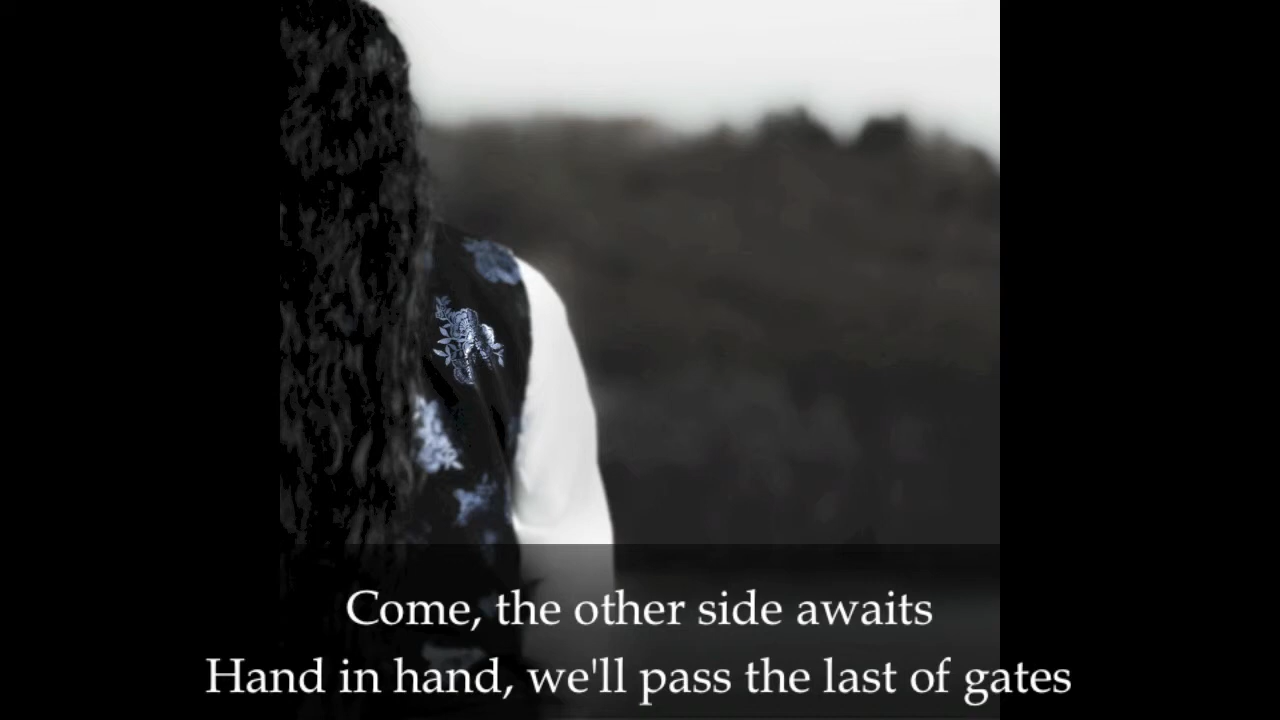 Come, the other side awaits
Hand in hand, we'll pass the last of gates